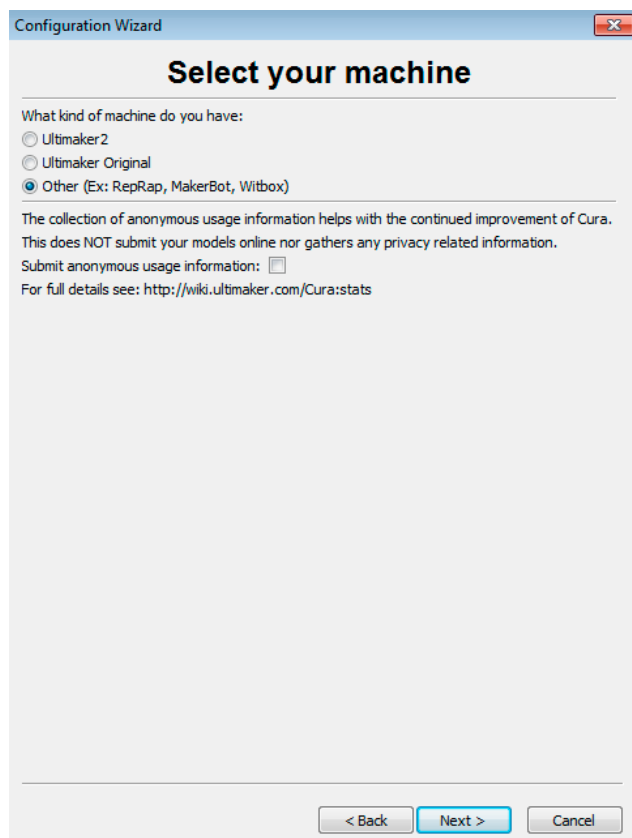 Configuration Wizard
Select your machine
What kind of machine do you have:
Ultimaker2
Ultimaker Original
Other (Ex: RepRap, MakerBot, Witbox)
The collection of anonymous usage information helps with the continued improvement of Cura.
This does NOT submit your models online nor gathers any privacy related information.
Submit anonymous usage information:
For full details see: http://wiki.ultimaker.com/Cura:stats
< Back Next > Cancel